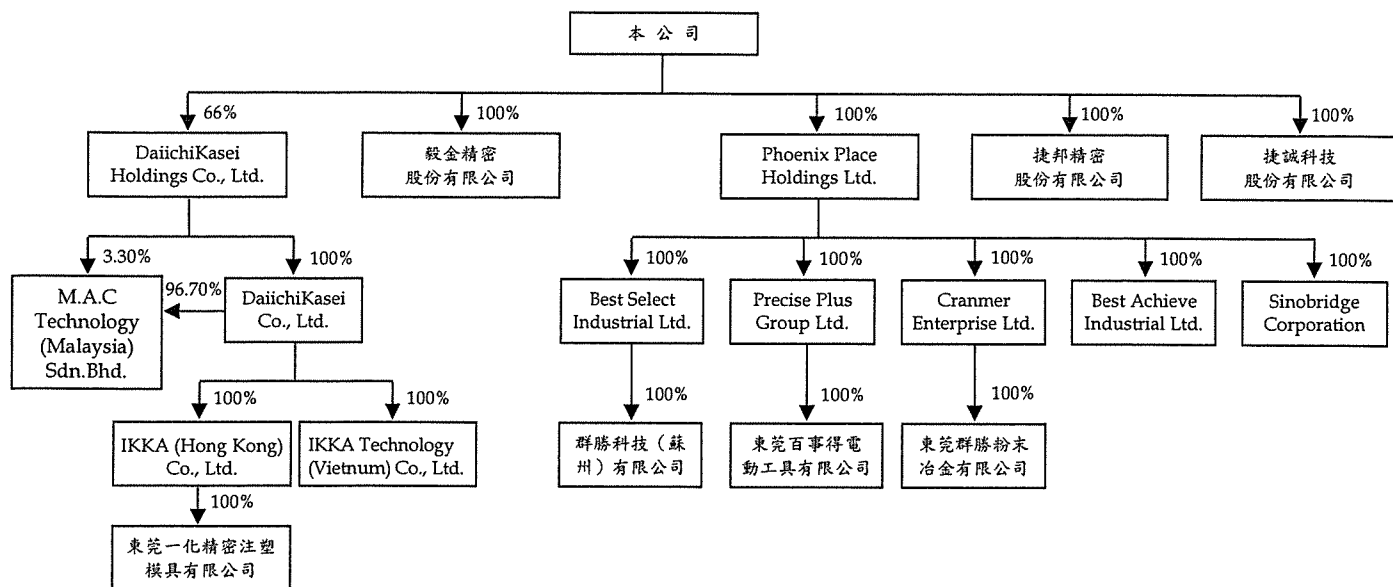 本公司
66%
100%
100%
100%
100%
DaiichiKasei
Holdings Co., Ltd.
毅金精密
股份有限公司
Phoenix Place
Holdings Ltd.
捷邦精密
股份有限公司
捷誠科技
股份有限公司
3.30%
100%
100%
100%
100%
100%
100%
M.A.C
Technology
(Malaysia)
Sdn.Bhd.
96.70%
DaiichiKasei
Co., Ltd.
Best Select
Industrial Ltd.
Precise Plus
Group Ltd.
Cranmer
Enterprise Ltd.
Best Achieve
Industrial Ltd.
Sinobridge
Corporation
100%
100%
100%
100%
100%
IKKA (Hong Kong)
Co., Ltd.
IKKA Technology
(Vietnum) Co., Ltd.
群勝科技（蘇
州）有限公司
東莞百事得電
動工具有限公司
東莞群勝粉末
冶金有限公司
100%
東莞一化精密注塑
模具有限公司